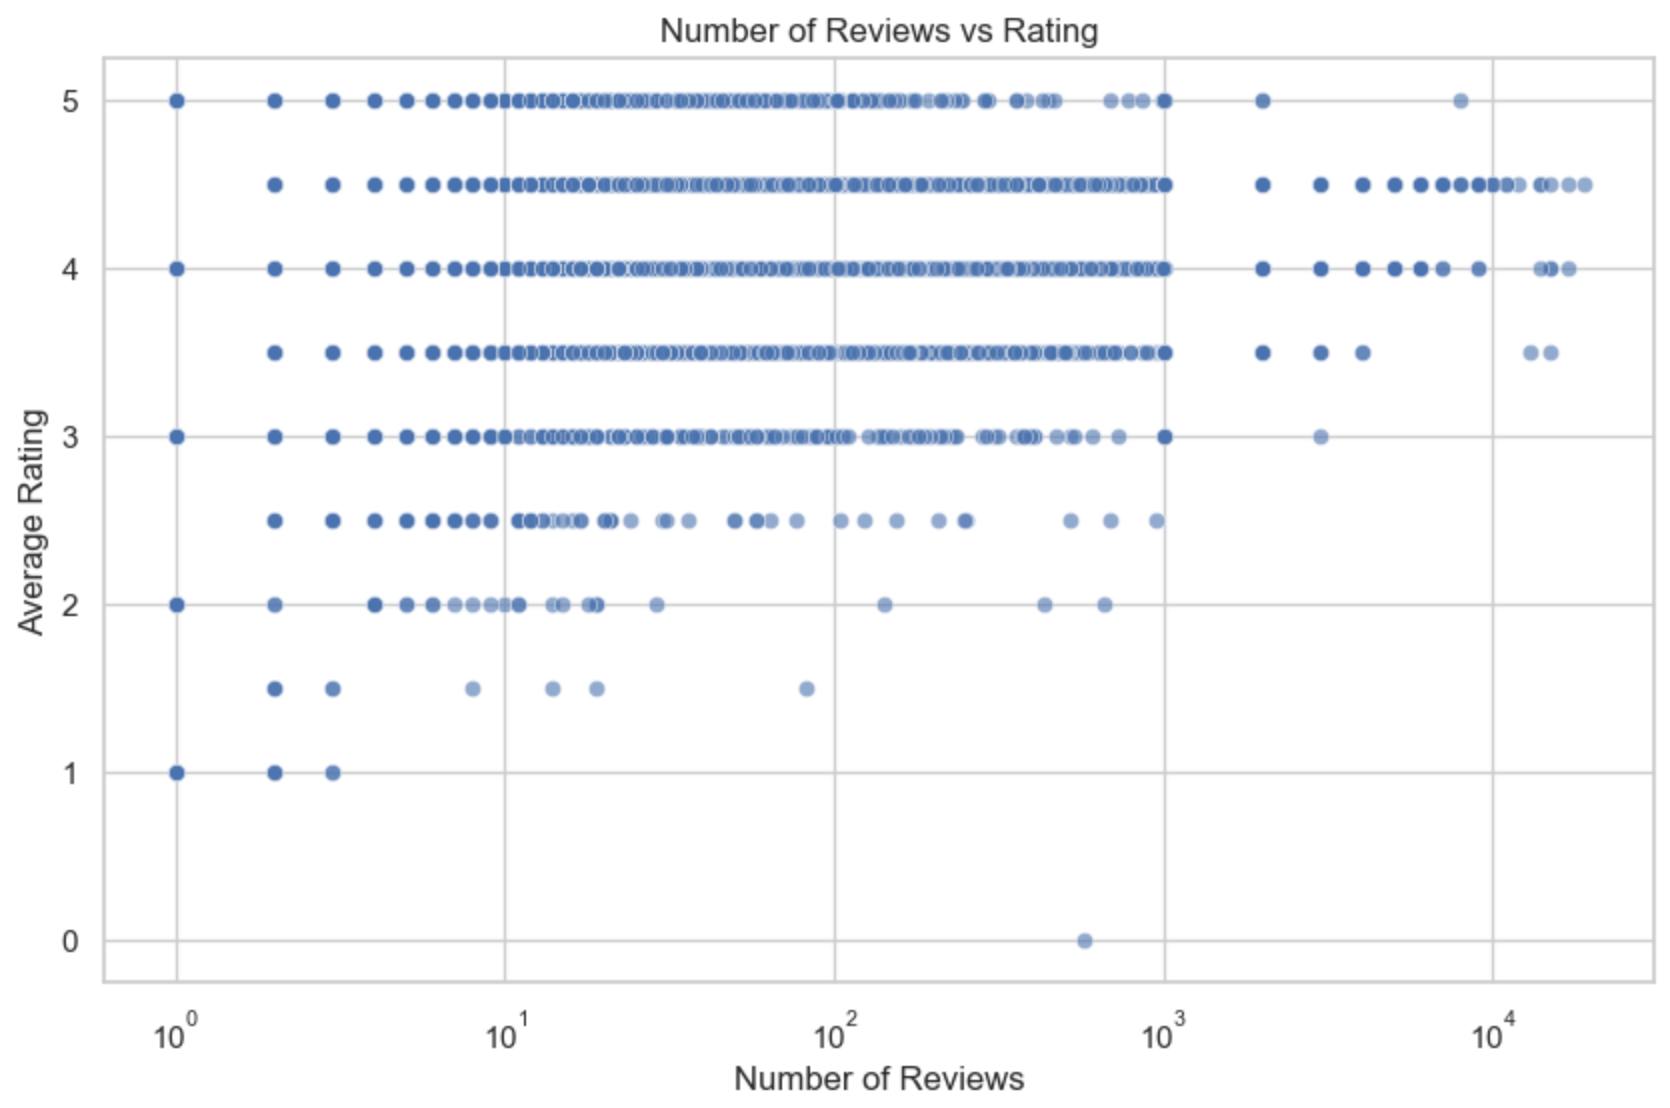 Number of Reviews vs Rating
Average Rating
5
4
3
2
1
0
10^0 10^1 10^2 10^3 10^4
Number of Reviews